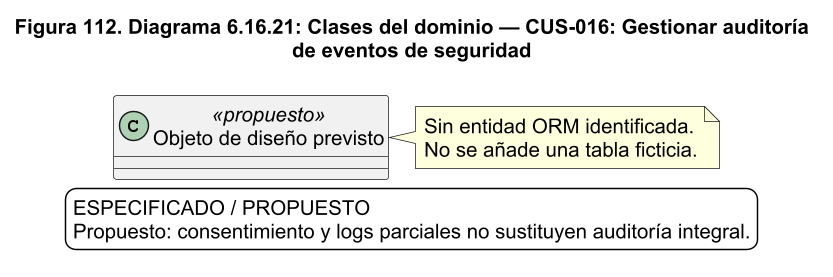 Figura 112. Diagrama 6.16.21: Clases del dominio — CUS-016: Gestionar auditoría
de eventos de seguridad
C
«propuesto»
Objeto de diseño previsto
Sin entidad ORM identificada.
No se añade una tabla ficticia.
ESPECIFICADO / PROPUESTO
Propuesto: consentimiento y logs parciales no sustituyen auditoría integral.